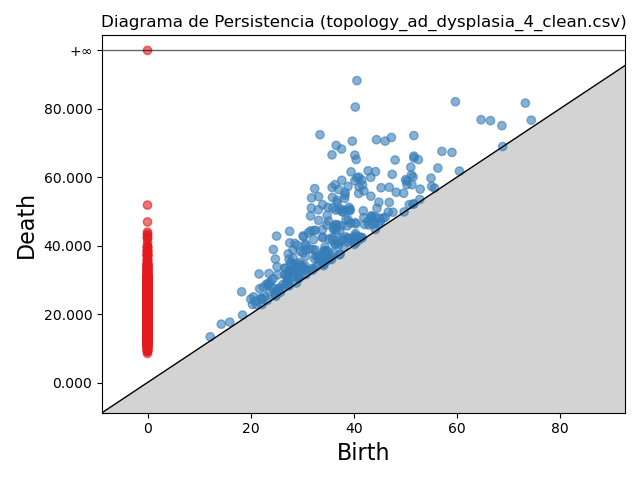 Diagrama de Persistencia (topology_ad_dysplasia_4_clean.csv)
+∞
80.000
60.000
40.000
20.000
0.000
Death
0 20 40 60 80
Birth